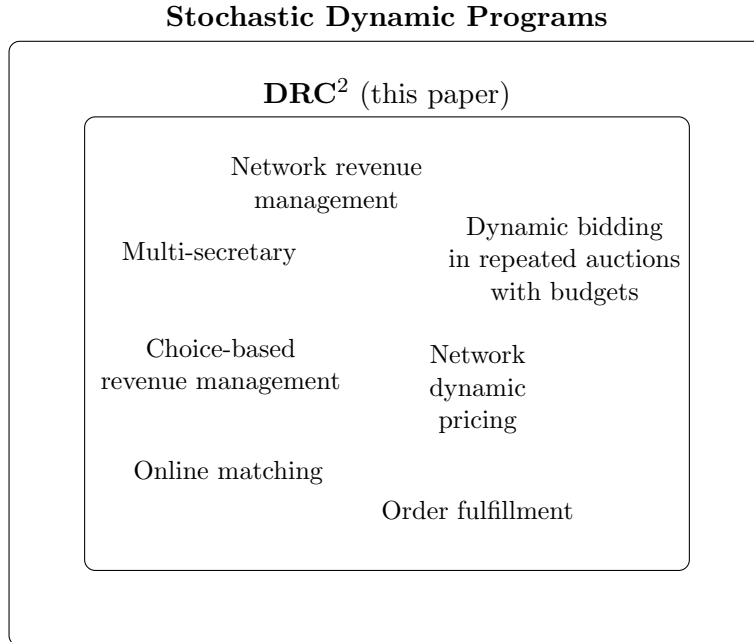 Stochastic Dynamic Programs
DRC² (this paper)
Network revenue
management
Multi-secretary
Dynamic bidding
in repeated auctions
with budgets
Choice-based
revenue management
Network
dynamic
pricing
Online matching
Order fulfillment